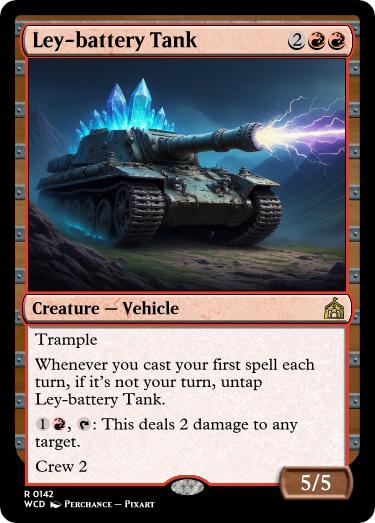 Ley-battery Tank 2
Creature — Vehicle
Trample
Whenever you cast your first spell each
turn, if it's not your turn, untap
Ley-battery Tank.
1 , : This deals 2 damage to any
target.
Crew 2
5/5
R 0142
WCD Perchance — Pixart